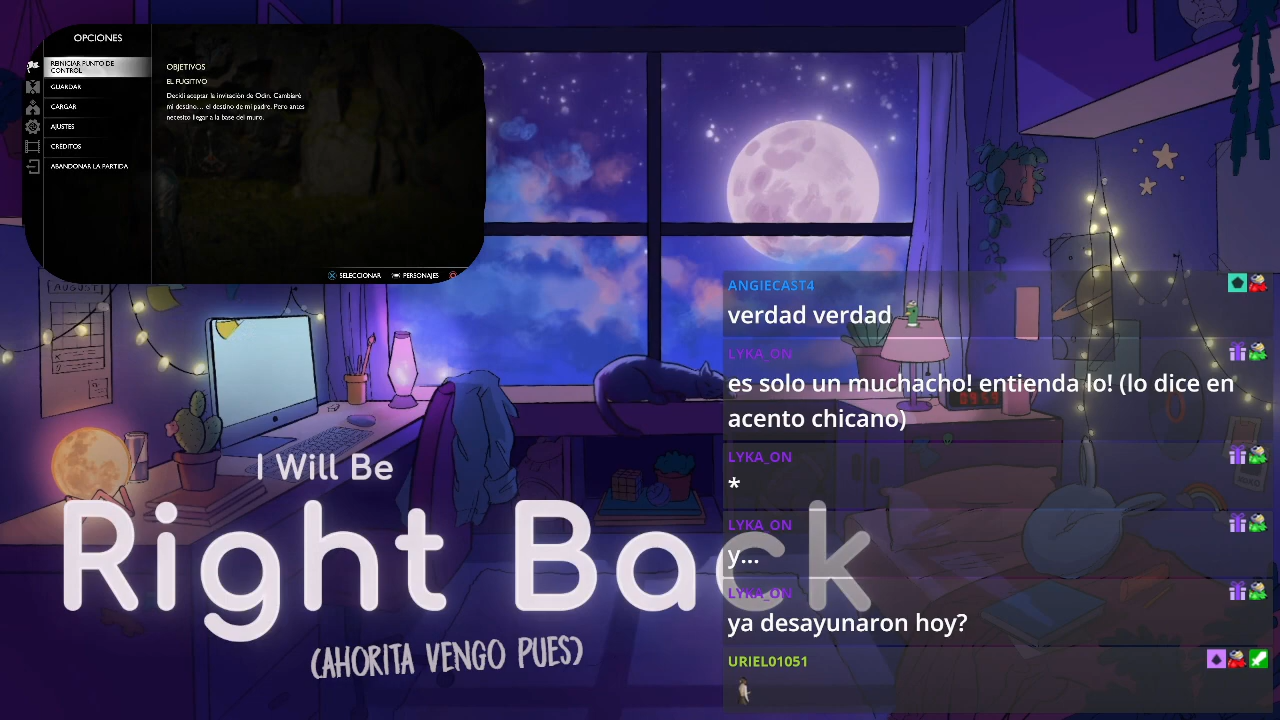 OPCIONES
REINICIAR PUNTO DE
CONTROL
GUARDAR
CARGAR
AJUSTES
CRÉDITOS
ABANDONAR LA PARTIDA
OBJETIVOS
EL FUGITIVO
Decidí aceptar la invitación de Odín. Cambiaré
mi destino... el destino de mi padre. Pero antes
necesito llegar a la base del muro.
SELECCIONAR
PERSONAJES
AUGUST
I Will Be
Right Back
(AHORITA VENGO PUES)
ANGIECAST4
verdad verdad
LYKA_ON
es solo un muchacho! entienda lo! (lo dice en
acento chicano)
LYKA_ON
*
LYKA_ON
y...
LYKA_ON
ya desayunaron hoy?
URIEL01051